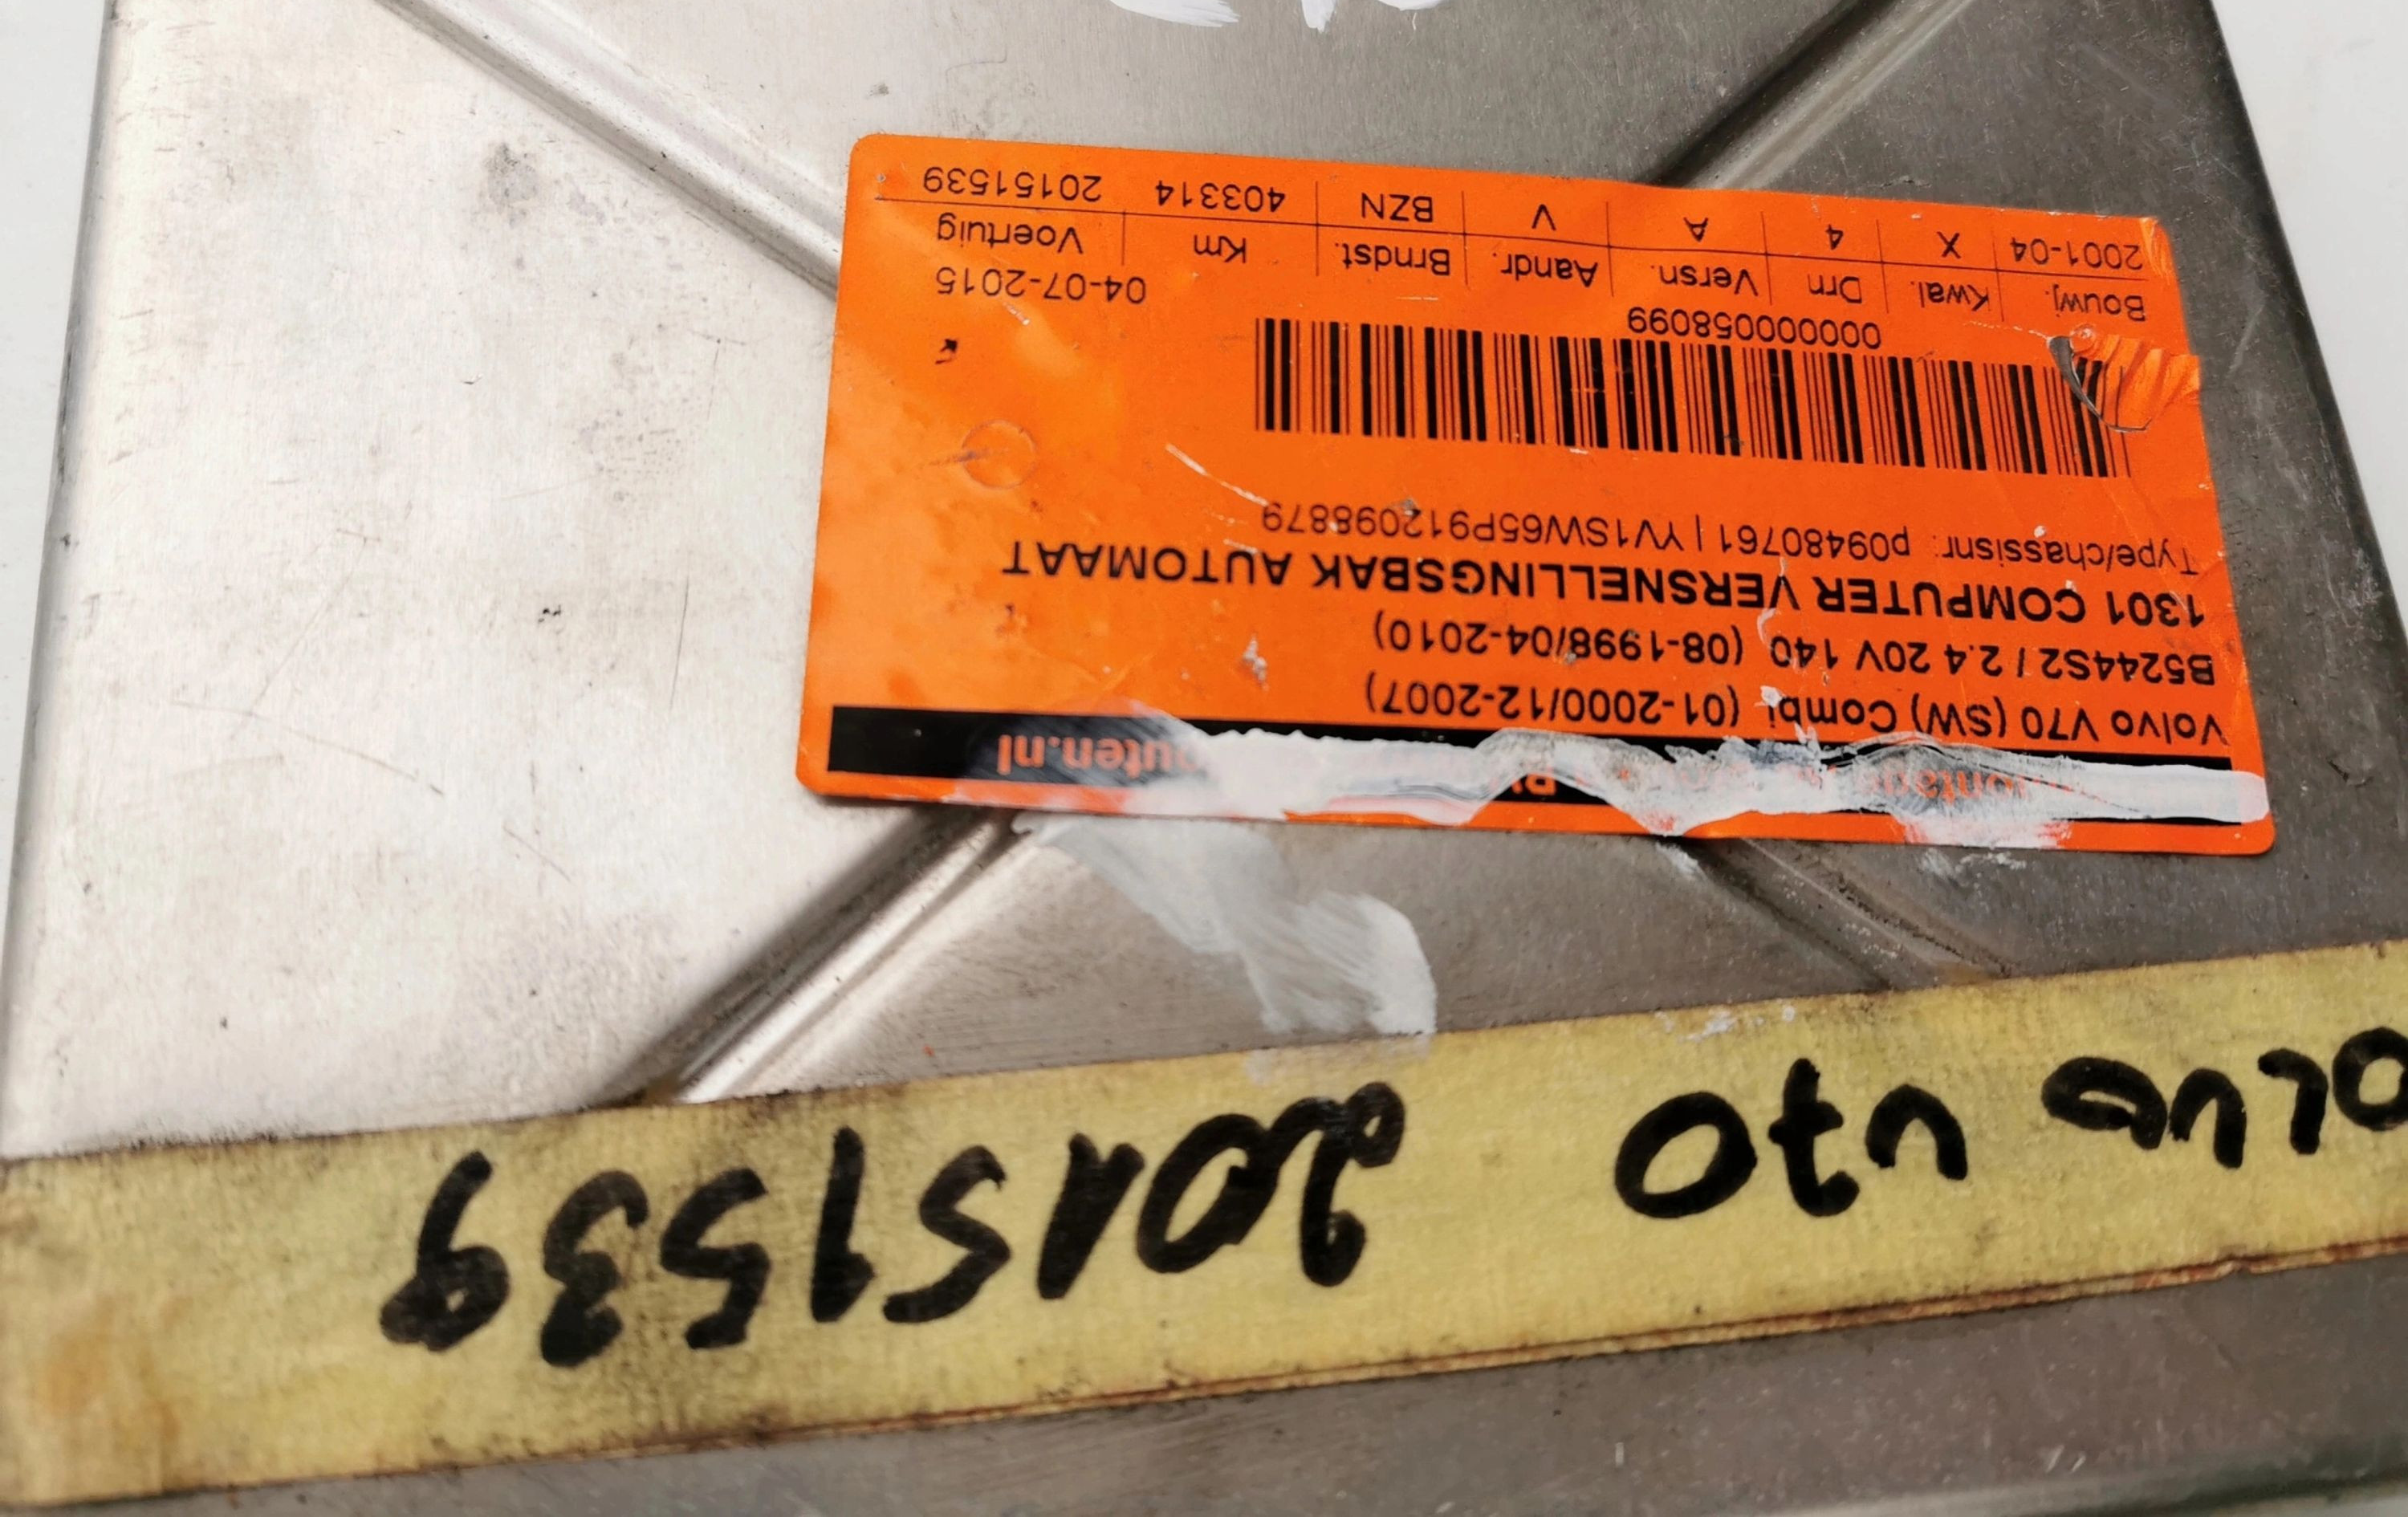 uten.nl
Volvo V70 (SW) Combi (01-2000/12-2007)
B5244S2 / 2.4 20V 140 (08-1998/04-2010)
1301 COMPUTER VERSNELLINGSBAK AUTOMAAT
Type/chassisnr: p09480761 | YV1SW65P912098879
000000058099
04-07-2015
Bouwj. Kwal. Drn Versn. Aandr. Brndst. Km Voertuig
2001-04 X 4 A V BZN 403314 20151539
OLVO V70 20151539